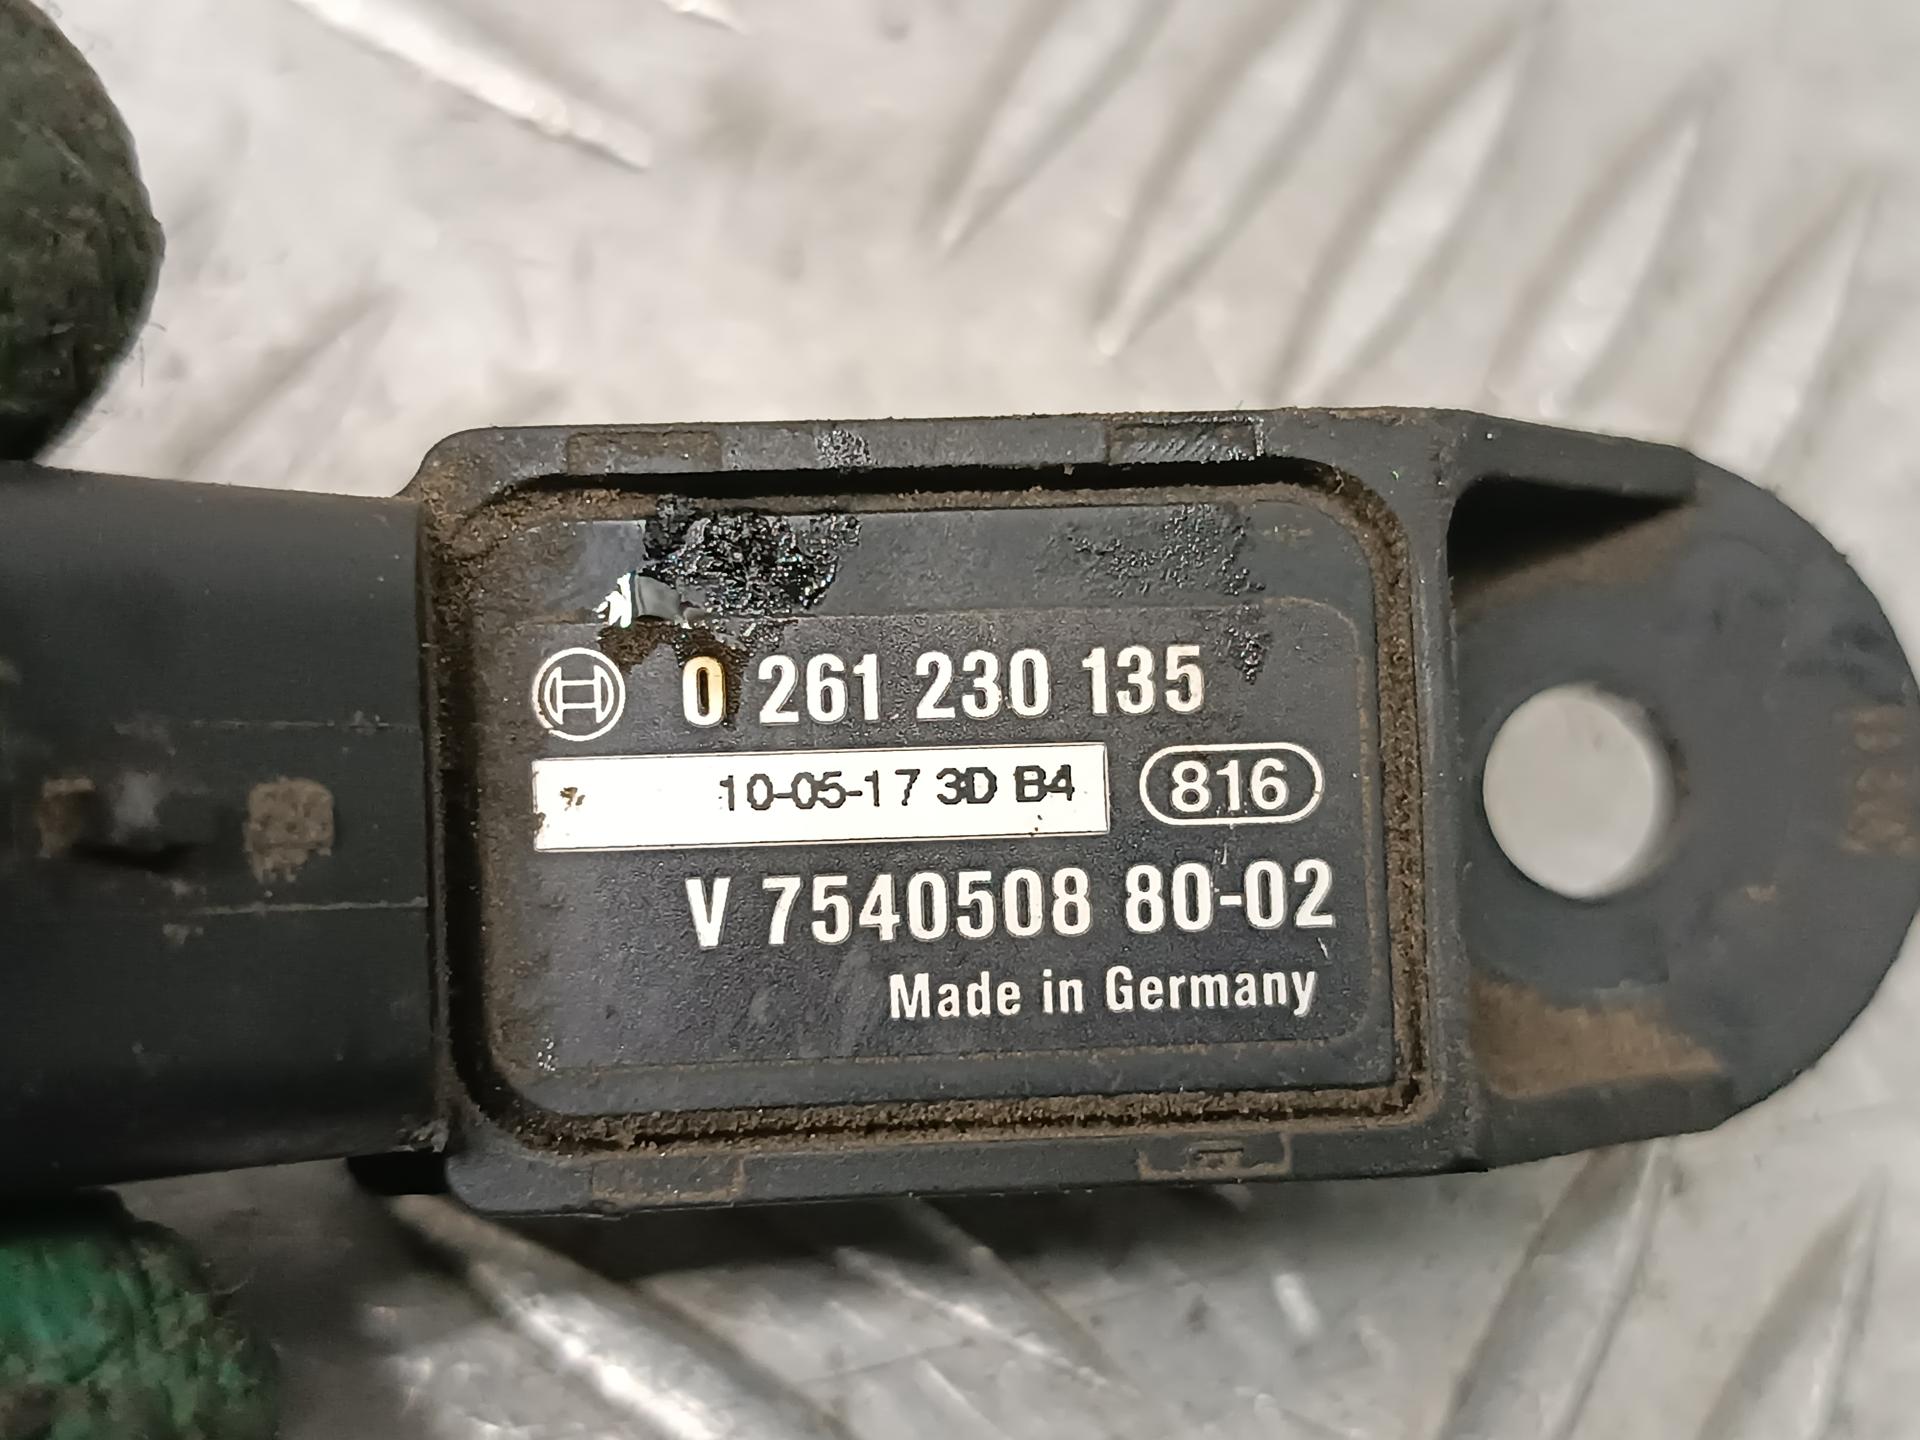 0 261 230 135
10-05-17 3D B4
816
V 7540508 80-02
Made in Germany